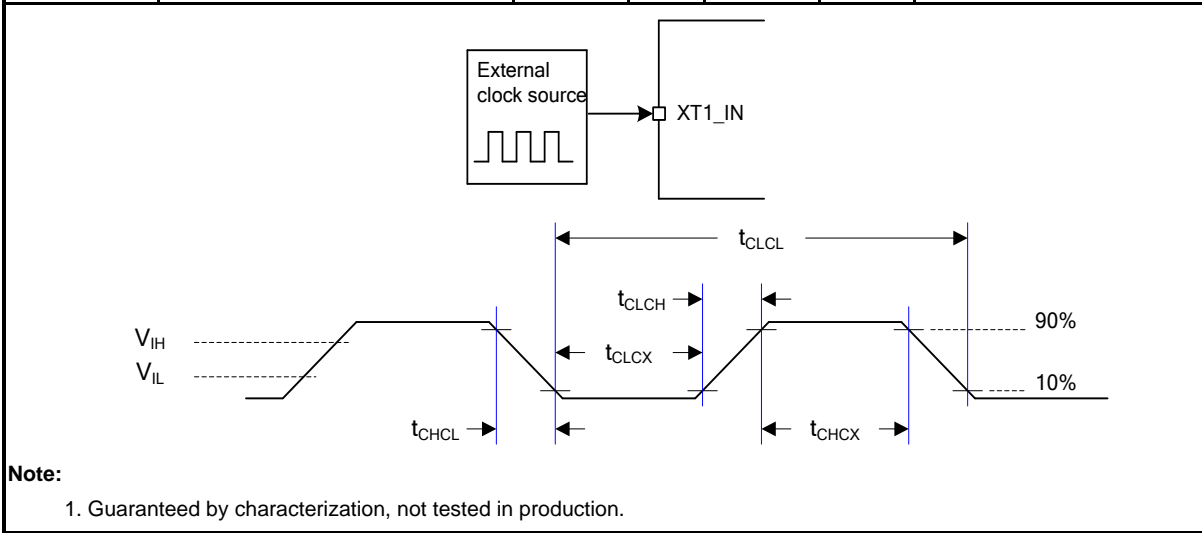 External
clock source
XT1_IN
tCLCL
tCLCH
90%
VIH
tCLCX
VIL
10%
tCHCL
tCHCX
Note:
1. Guaranteed by characterization, not tested in production.